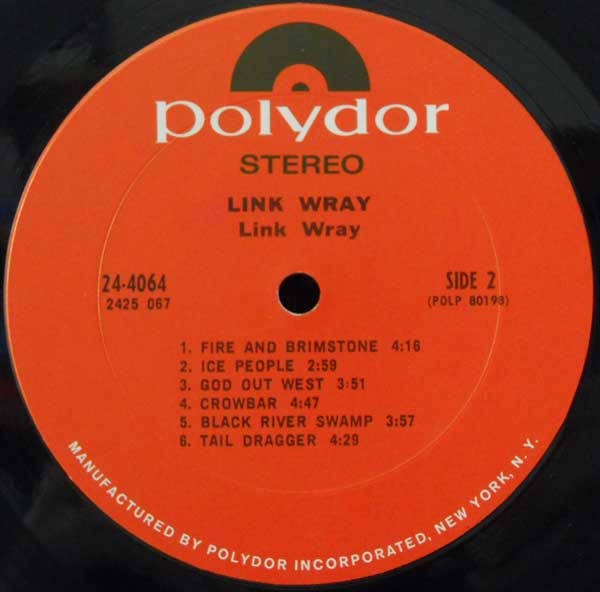 polydor
STEREO
LINK WRAY
Link Wray
24-4064
2425 067
SIDE 2
(POLP 80198)
1. FIRE AND BRIMSTONE 4:16
2. ICE PEOPLE 2:59
3. GOD OUT WEST 3:51
4. CROWBAR 4:47
5. BLACK RIVER SWAMP 3:57
6. TAIL DRAGGER 4:29
MANUFACTURED BY POLYDOR INCORPORATED, NEW YORK, N. Y.